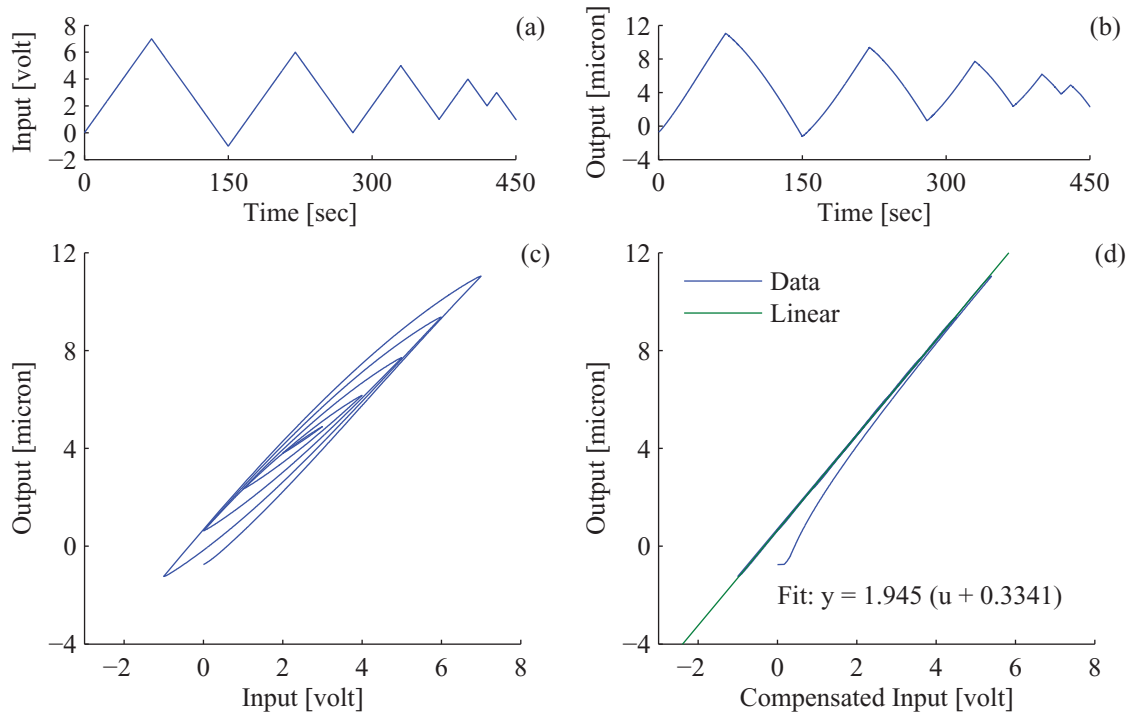 (a)
Input [volt]
8
6
4
2
0
−2
0
150
300
450
Time [sec]
(b)
Output [micron]
12
8
4
0
−4
0
150
300
450
Time [sec]
(c)
Output [micron]
12
8
4
0
−4
−2
0
2
4
6
8
Input [volt]
(d)
Data
Linear
Output [micron]
12
8
4
0
−4
Fit: y = 1.945 (u + 0.3341)
−2
0
2
4
6
8
Compensated Input [volt]